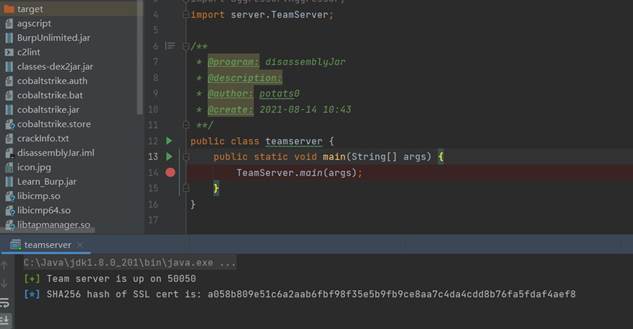 target
agscript
BurpUnlimited.jar
c2lint
classes-dex2jar.jar
cobaltstrike.auth
cobaltstrike.bat
cobaltstrike.jar
cobaltstrike.store
crackInfo.txt
disassemblyJar.iml
icon.jpg
Learn_Burp.jar
libicmp.so
libicmp64.so
libtapmanager.so
4 import server.TeamServer;
5
6 /**
7 * @program: disassemblyJar
8 * @description:
9 * @author: potats0
10 * @create: 2021-08-14 10:43
11 **/
12 public class teamserver {
13 public static void main(String[] args) {
14 TeamServer.main(args);
15 }
16 }
17
teamserver ×
C:\Java\jdk1.8.0_201\bin\java.exe ...
[+] Team server is up on 50050
[*] SHA256 hash of SSL cert is: a058b809e51c6a2aab6fbf98f35e5b9fb9ce8aa7c4da4cdd8b76fa5fdaf4aef8